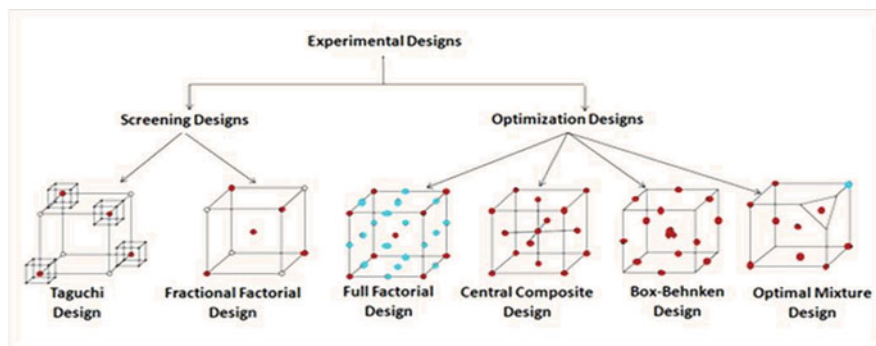 Experimental Designs
Screening Designs
Optimization Designs
Taguchi
Design
Fractional Factorial
Design
Full Factorial
Design
Central Composite
Design
Box-Behnken
Design
Optimal Mixture
Design